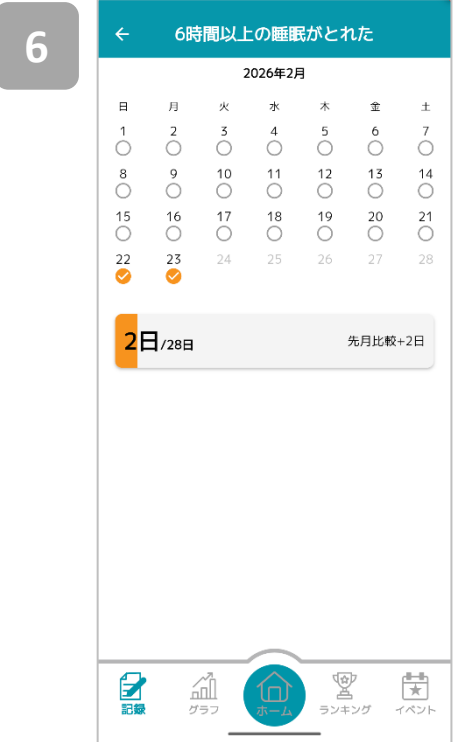 6
6時間以上の睡眠がとれた
2026年2月
日 月 火 水 木 金 土
1 2 3 4 5 6 7
8 9 10 11 12 13 14
15 16 17 18 19 20 21
22 23 24 25 26 27 28
2日/28日 先月比較+2日
記録 グラフ ホーム ランキング イベント